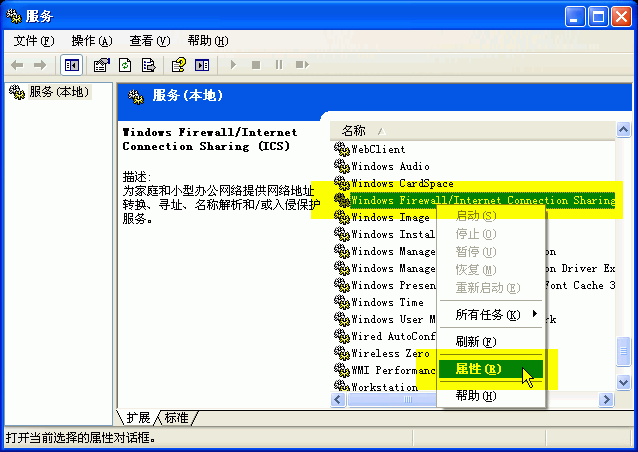 服务
文件(F) 操作(A) 查看(V) 帮助(H)
服务(本地)
服务(本地)
Windows Firewall/Internet
Connection Sharing (ICS)
描述:
为家庭和小型办公网络提供网络地址
转换、寻址、名称解析和/或入侵保护
服务。
名称
WebClient
Windows Audio
Windows CardSpace
Windows Firewall/Internet Connection Sharing
Windows Image
Windows Instal
Windows Manage on
Windows Manage on Driver Ex
Windows Presen Font Cache 3
Windows Time
Windows User M rk
Wired AutoConf
Wireless Zero
WMI Performanc
Workstation
启动(S)
停止(O)
暂停(U)
恢复(M)
重新启动(E)
所有任务(K)
刷新(F)
属性(R)
帮助(H)
扩展 标准
打开当前选择的属性对话框。